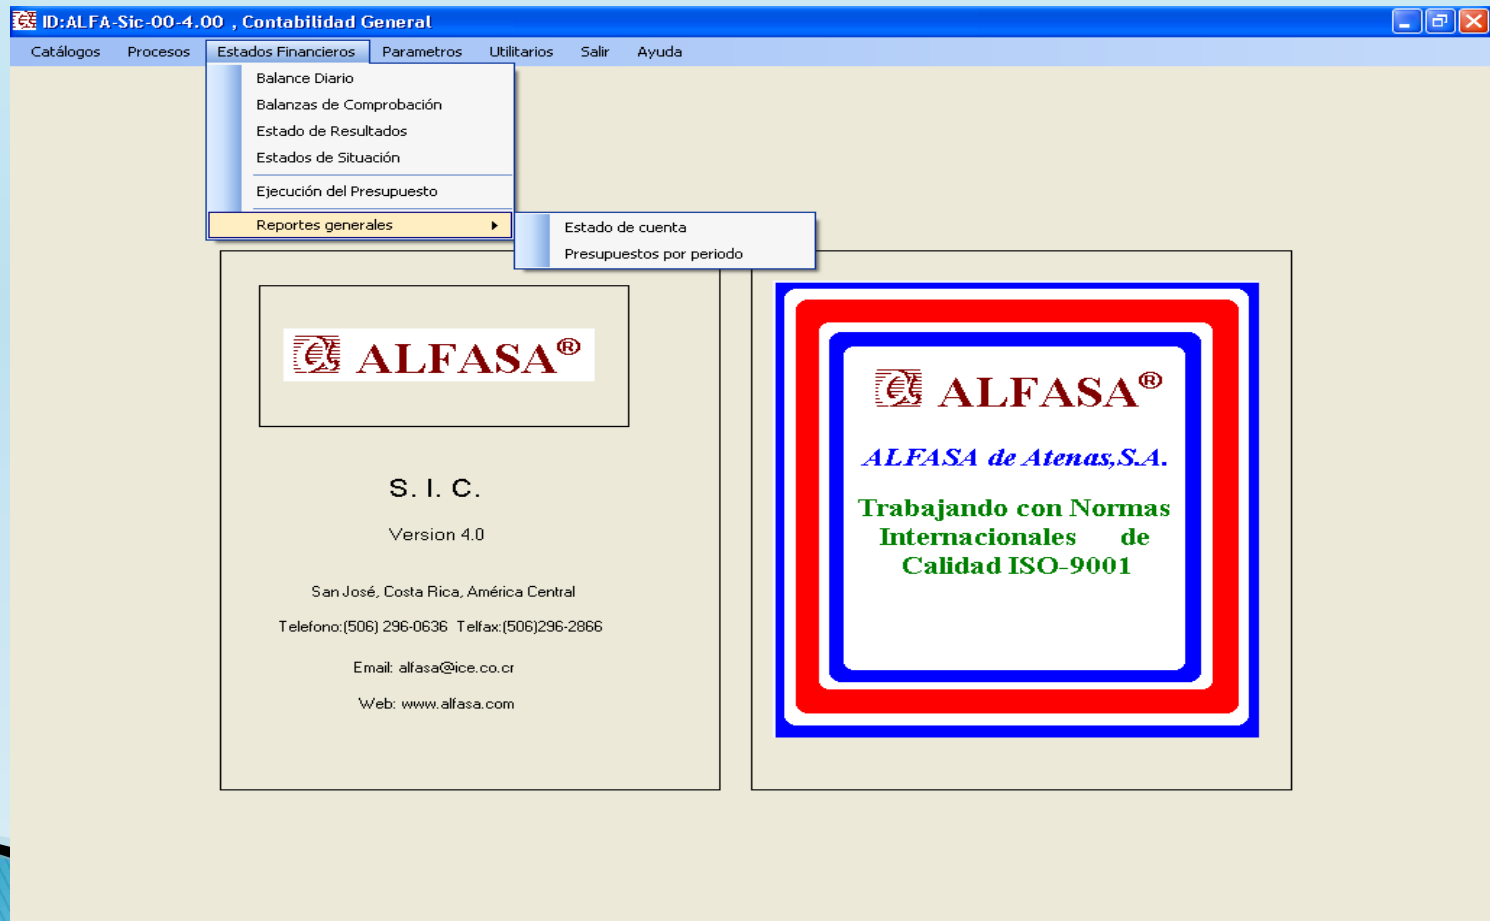 ID:ALFA-Sic-00-4.00 , Contabilidad General
Catálogos Procesos Estados Financieros Parametros Utilitarios Salir Ayuda
Balance Diario
Balanzas de Comprobación
Estado de Resultados
Estados de Situación
Ejecución del Presupuesto
Reportes generales
Estado de cuenta
Presupuestos por periodo
ALFASA®
S. I. C.
Version 4.0
San José, Costa Rica, América Central
Telefono:(506) 296-0636 Telfax:(506)296-2866
Email: alfasa@ice.co.cr
Web: www.alfasa.com
ALFASA®
ALFASA de Atenas,S.A.
Trabajando con Normas
Internacionales de
Calidad ISO-9001